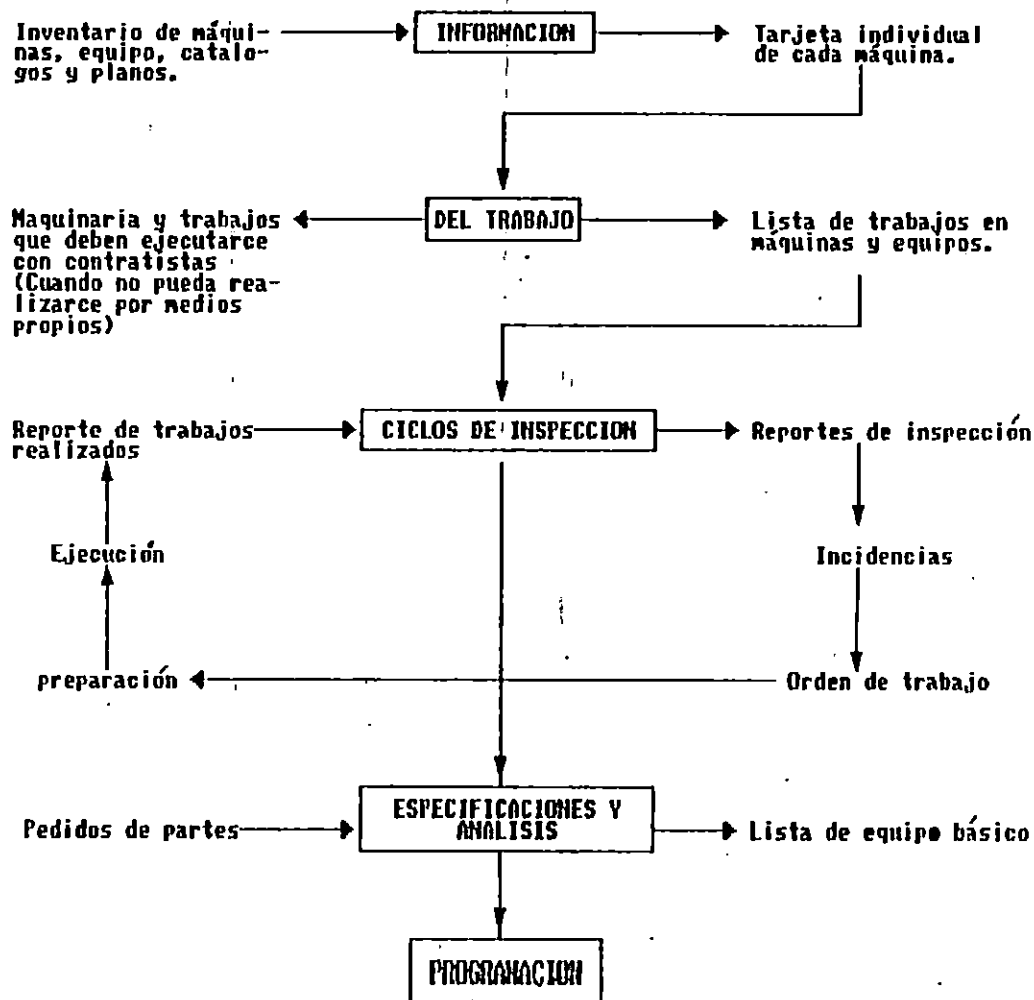 Inventario de máqui-
nas, equipo, catalo-
gos y planos.
INFORMACION
Tarjeta individual
de cada máquina.
Maquinaria y trabajos
que deben ejecutarce
con contratistas
(Cuando no pueda rea-
lizarce por medios
propios)
DEL TRABAJO
Lista de trabajos en
máquinas y equipos.
Reporte de trabajos
realizados
CICLOS DE INSPECCION
Reportes de inspección
Ejecución
Incidencias
preparación
Orden de trabajo
Pedidos de partes
ESPECIFICACIONES Y
ANALISIS
Lista de equipo básico
PROGRAMACION